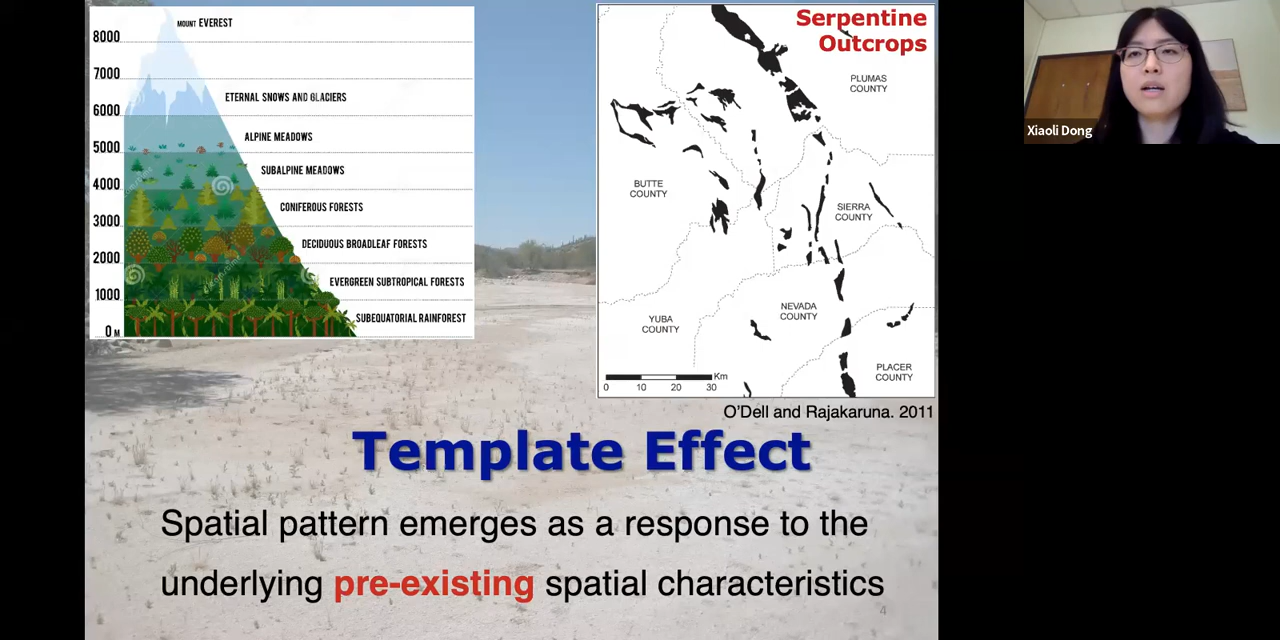 MOUNT EVEREST
8000
7000
ETERNAL SNOWS AND GLACIERS
6000
ALPINE MEADOWS
5000
SUBALPINE MEADOWS
4000
CONIFEROUS FORESTS
3000
DECIDUOUS BROADLEAF FORESTS
2000
EVERGREEN SUBTROPICAL FORESTS
1000
SUBEQUATORIAL RAINFOREST
0 M
Serpentine
Outcrops
PLUMAS
COUNTY
BUTTE
COUNTY
SIERRA
COUNTY
NEVADA
COUNTY
YUBA
COUNTY
PLACER
COUNTY
Km
0 10 20 30
O'Dell and Rajakaruna. 2011
Xiaoli Dong
Template Effect
Spatial pattern emerges as a response to the
underlying pre-existing spatial characteristics
4